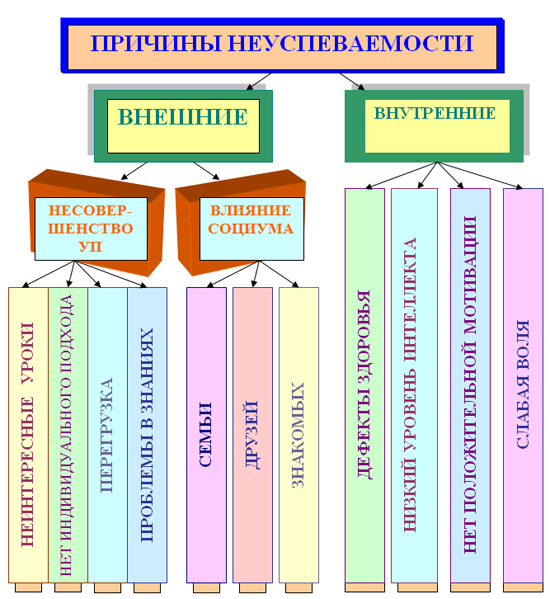 ПРИЧИНЫ НЕУСПЕВАЕМОСТИ
ВНЕШНИЕ
ВНУТРЕННИЕ
НЕСОВЕР-
ШЕНСТВО
УП
ВЛИЯНИЕ
СОЦИУМА
НЕИНТЕРЕСНЫЕ УРОКИ
НЕТ ИНДИВИДУАЛЬНОГО ПОДХОДА
ПЕРЕГРУЗКА
ПРОБЛЕМЫ В ЗНАНИЯХ
СЕМЬИ
ДРУЗЕЙ
ЗНАКОМЫХ
ДЕФЕКТЫ ЗДОРОВЬЯ
НИЗКИЙ УРОВЕНЬ ИНТЕЛЛЕКТА
НЕТ ПОЛОЖИТЕЛЬНОЙ МОТИВАЦИИ
СЛАБАЯ ВОЛЯ